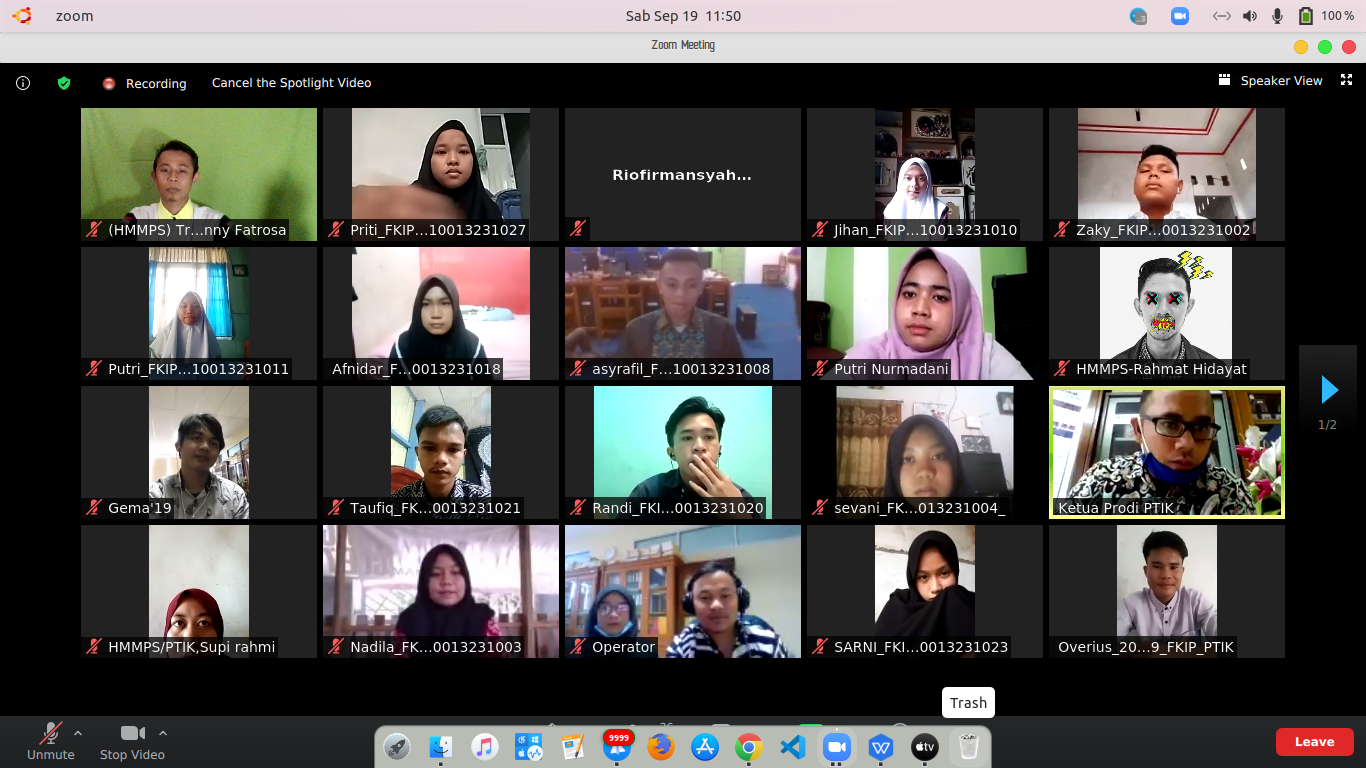 zoom
Sab Sep 19 11:50
100 %
Zoom Meeting
Recording
Cancel the Spotlight Video
Speaker View
(HMMPS) Tr...nny Fatrosa
Priti_FKIP...10013231027
Riofirmansyah...
Jihan_FKIP...10013231010
Zaky_FKIP...0013231002
Putri_FKIP...10013231011
Afnidar_F...0013231018
asyrafil_F...10013231008
Putri Nurmadani
HMMPS-Rahmat Hidayat
1/2
Gema'19
Taufiq_FK...0013231021
Randi_FKI...0013231020
sevani_FK...013231004_
Ketua Prodi PTIK
HMMPS/PTIK,Supi rahmi
Nadila_FK...0013231003
Operator
SARNI_FKI...0013231023
Overius_20...9_FKIP_PTIK
Trash
Unmute
Stop Video
9999
tv
Leave